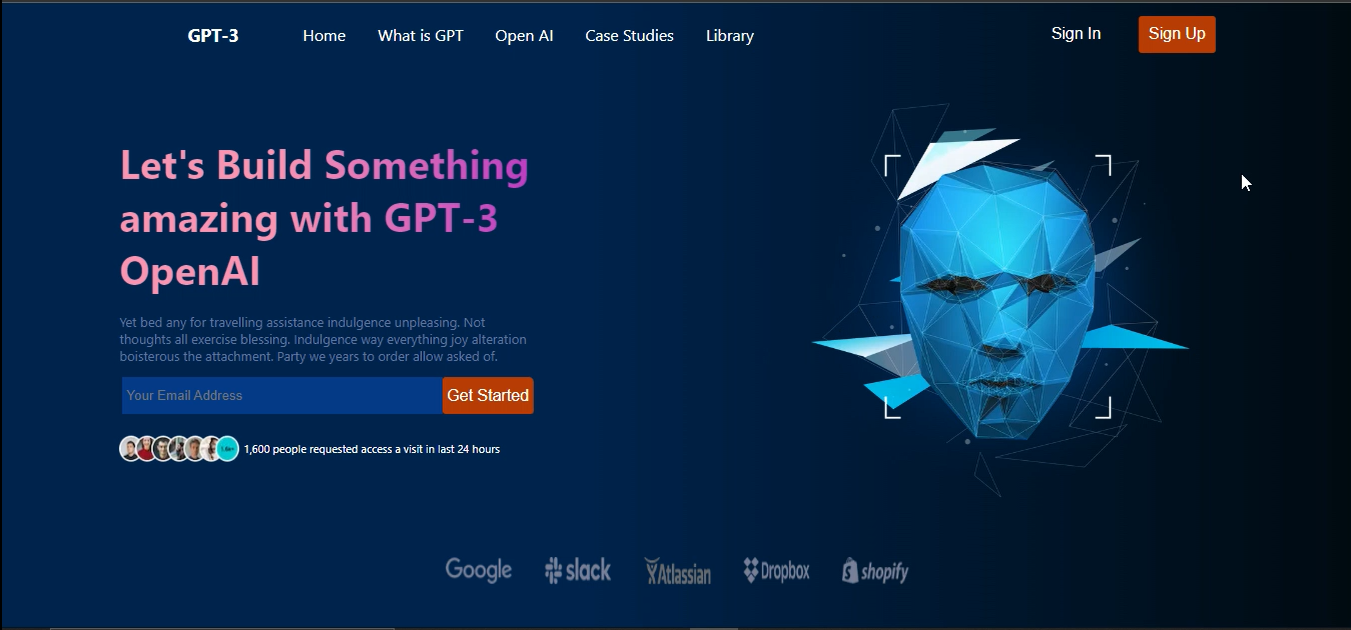 GPT-3 Home What is GPT Open AI Case Studies Library Sign In Sign Up
Let's Build Something
amazing with GPT-3
OpenAI
Yet bed any for travelling assistance indulgence unpleasing. Not
thoughts all exercise blessing. Indulgence way everything joy alteration
boisterous the attachment. Party we years to order allow asked of.
Your Email Address Get Started
1,600 people requested access a visit in last 24 hours
Google slack Atlassian Dropbox shopify